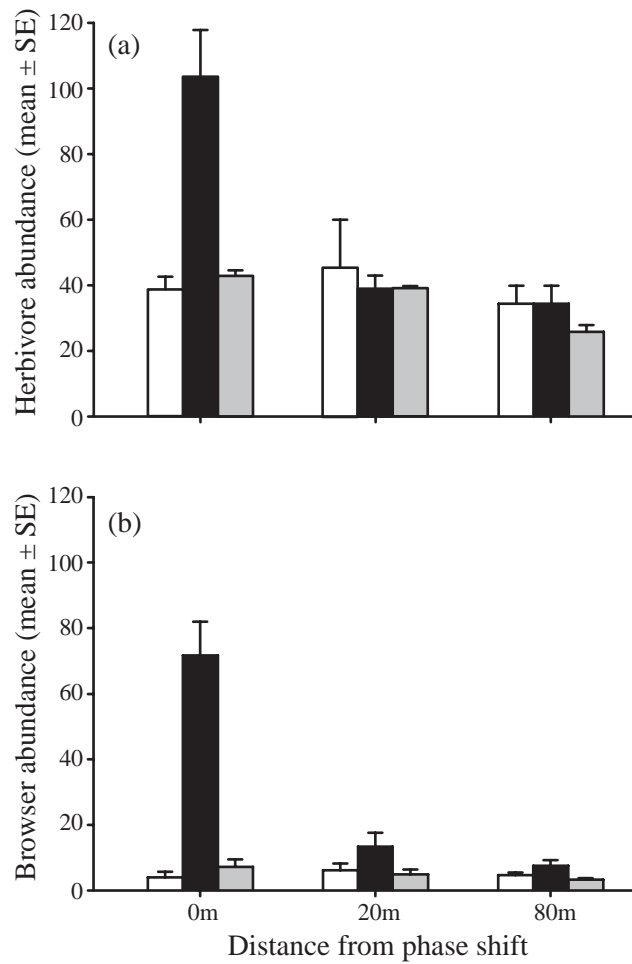 120
(a)
100
80
60
40
20
0
Herbivore abundance (mean ± SE)
120
(b)
100
80
60
40
20
0
Browser abundance (mean ± SE)
0m 20m 80m
Distance from phase shift